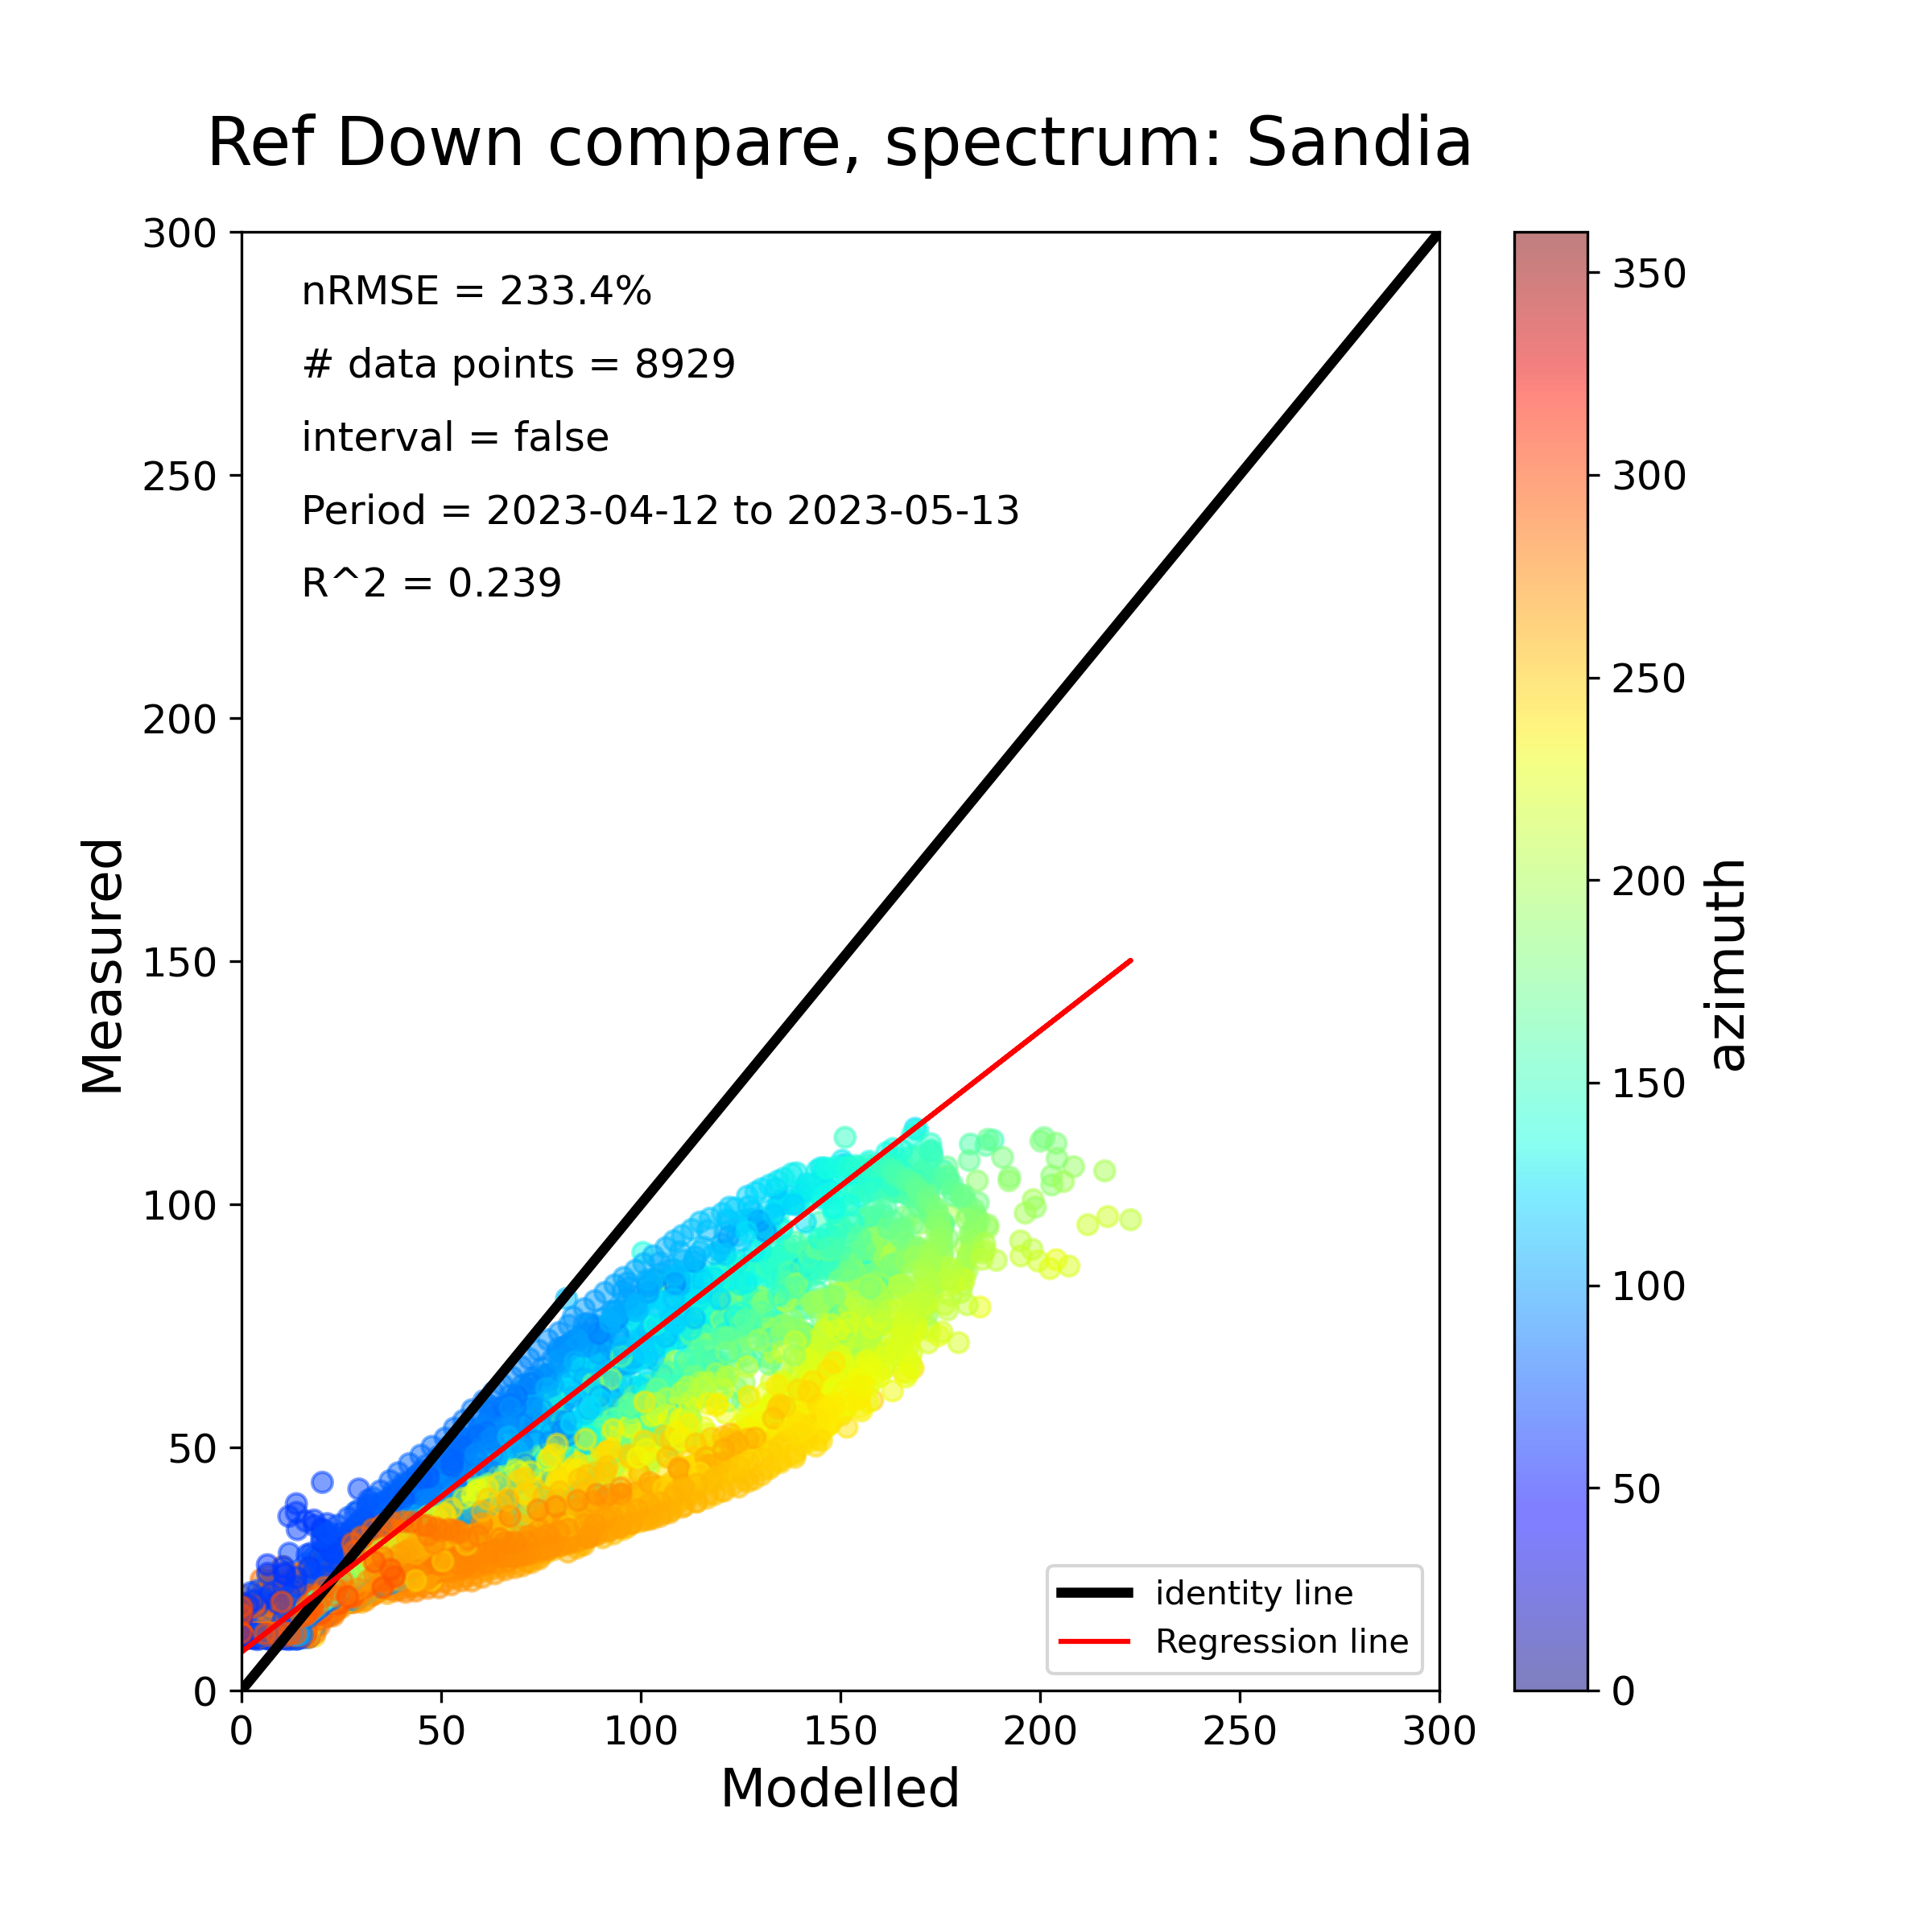 Ref Down compare, spectrum: Sandia
nRMSE = 233.4%
# data points = 8929
interval = false
Period = 2023-04-12 to 2023-05-13
R^2 = 0.239
300
250
200
150
100
50
0
Measured
0 50 100 150 200 250 300
Modelled
identity line
Regression line
350
300
250
200
150
100
50
0
azimuth